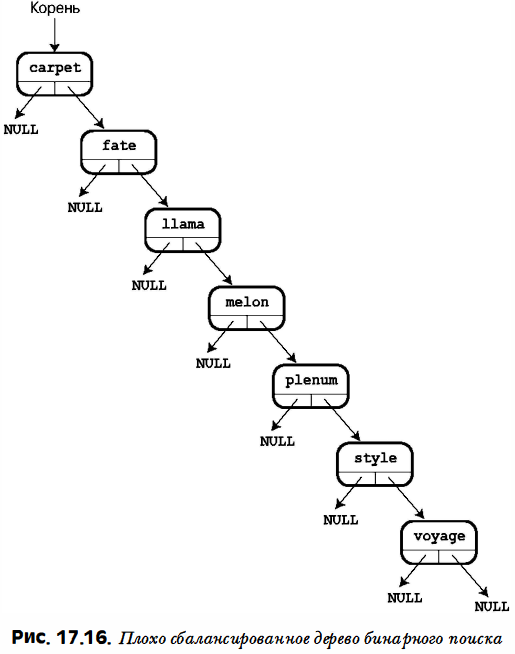 Корень
carpet
NULL
fate
NULL
llama
NULL
melon
NULL
plenum
NULL
style
NULL
voyage
NULL
NULL
Рис. 17.16. Плохо сбалансированное дерево бинарного поиска